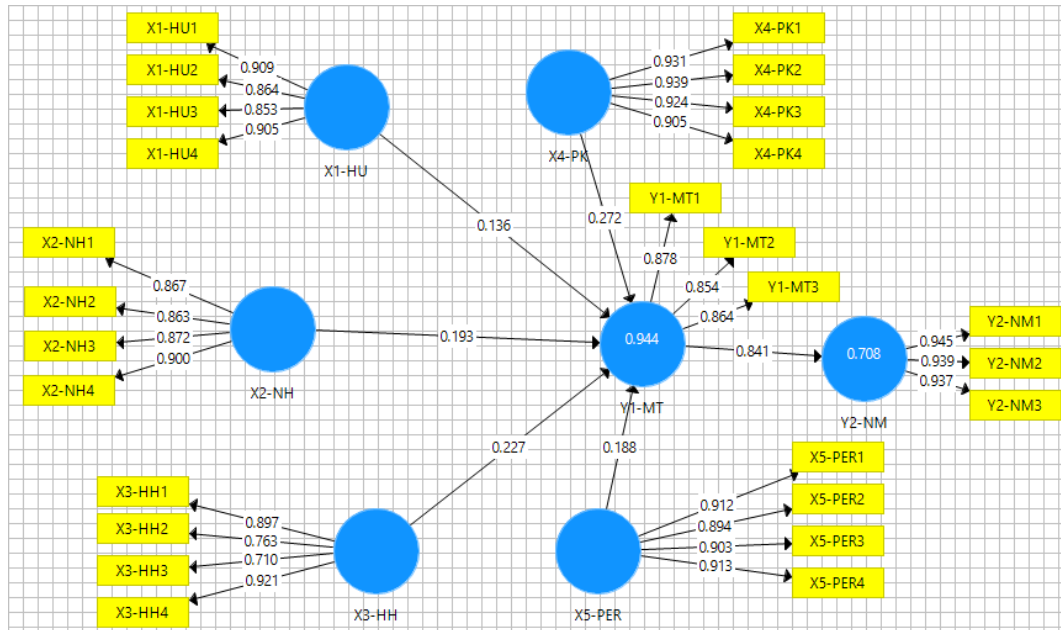 X1-HU1
X1-HU2
X1-HU3
X1-HU4
0.909
0.864
0.853
0.905
X1-HU
X4-PK1
X4-PK2
X4-PK3
X4-PK4
0.931
0.939
0.924
0.905
X4-PK
0.136
0.272
Y1-MT1
Y1-MT2
Y1-MT3
0.878
0.854
0.864
X2-NH1
X2-NH2
X2-NH3
X2-NH4
0.867
0.863
0.872
0.900
X2-NH
0.193
0.944
Y1-MT
0.841
0.708
Y2-NM
0.945
0.939
0.937
Y2-NM1
Y2-NM2
Y2-NM3
0.227
0.188
X3-HH1
X3-HH2
X3-HH3
X3-HH4
0.897
0.763
0.710
0.921
X3-HH
X5-PER1
X5-PER2
X5-PER3
X5-PER4
0.912
0.894
0.903
0.913
X5-PER